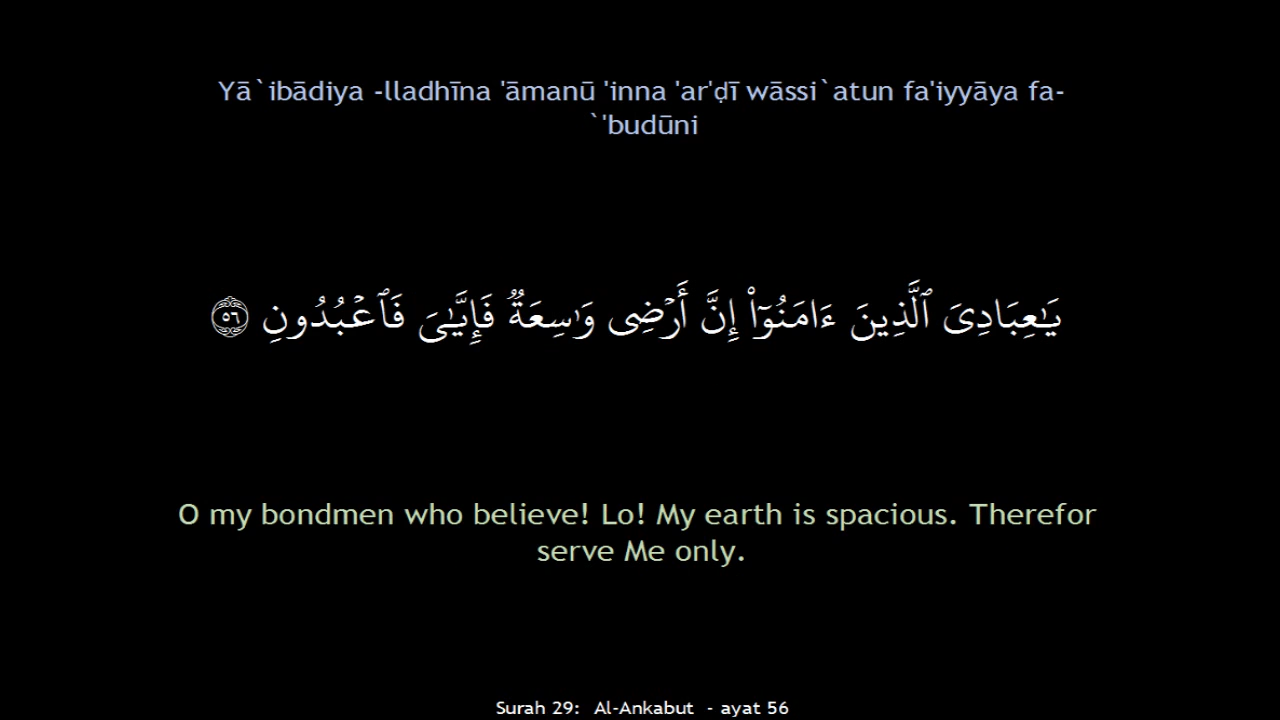 Yā`ibādiya -lladhīna 'āmanū 'inna 'ar'ḍī wāssi`atun fa'iyyāya fa-
`'budūni
يَـٰعِبَادِىَ ٱلَّذِينَ ءَامَنُوٓا۟ إِنَّ أَرْضِى وَٰسِعَةٌۭ فَإِيَّـٰىَ فَٱعْبُدُونِ ٥٦
O my bondmen who believe! Lo! My earth is spacious. Therefor
serve Me only.
Surah 29:  Al-Ankabut  - ayat 56